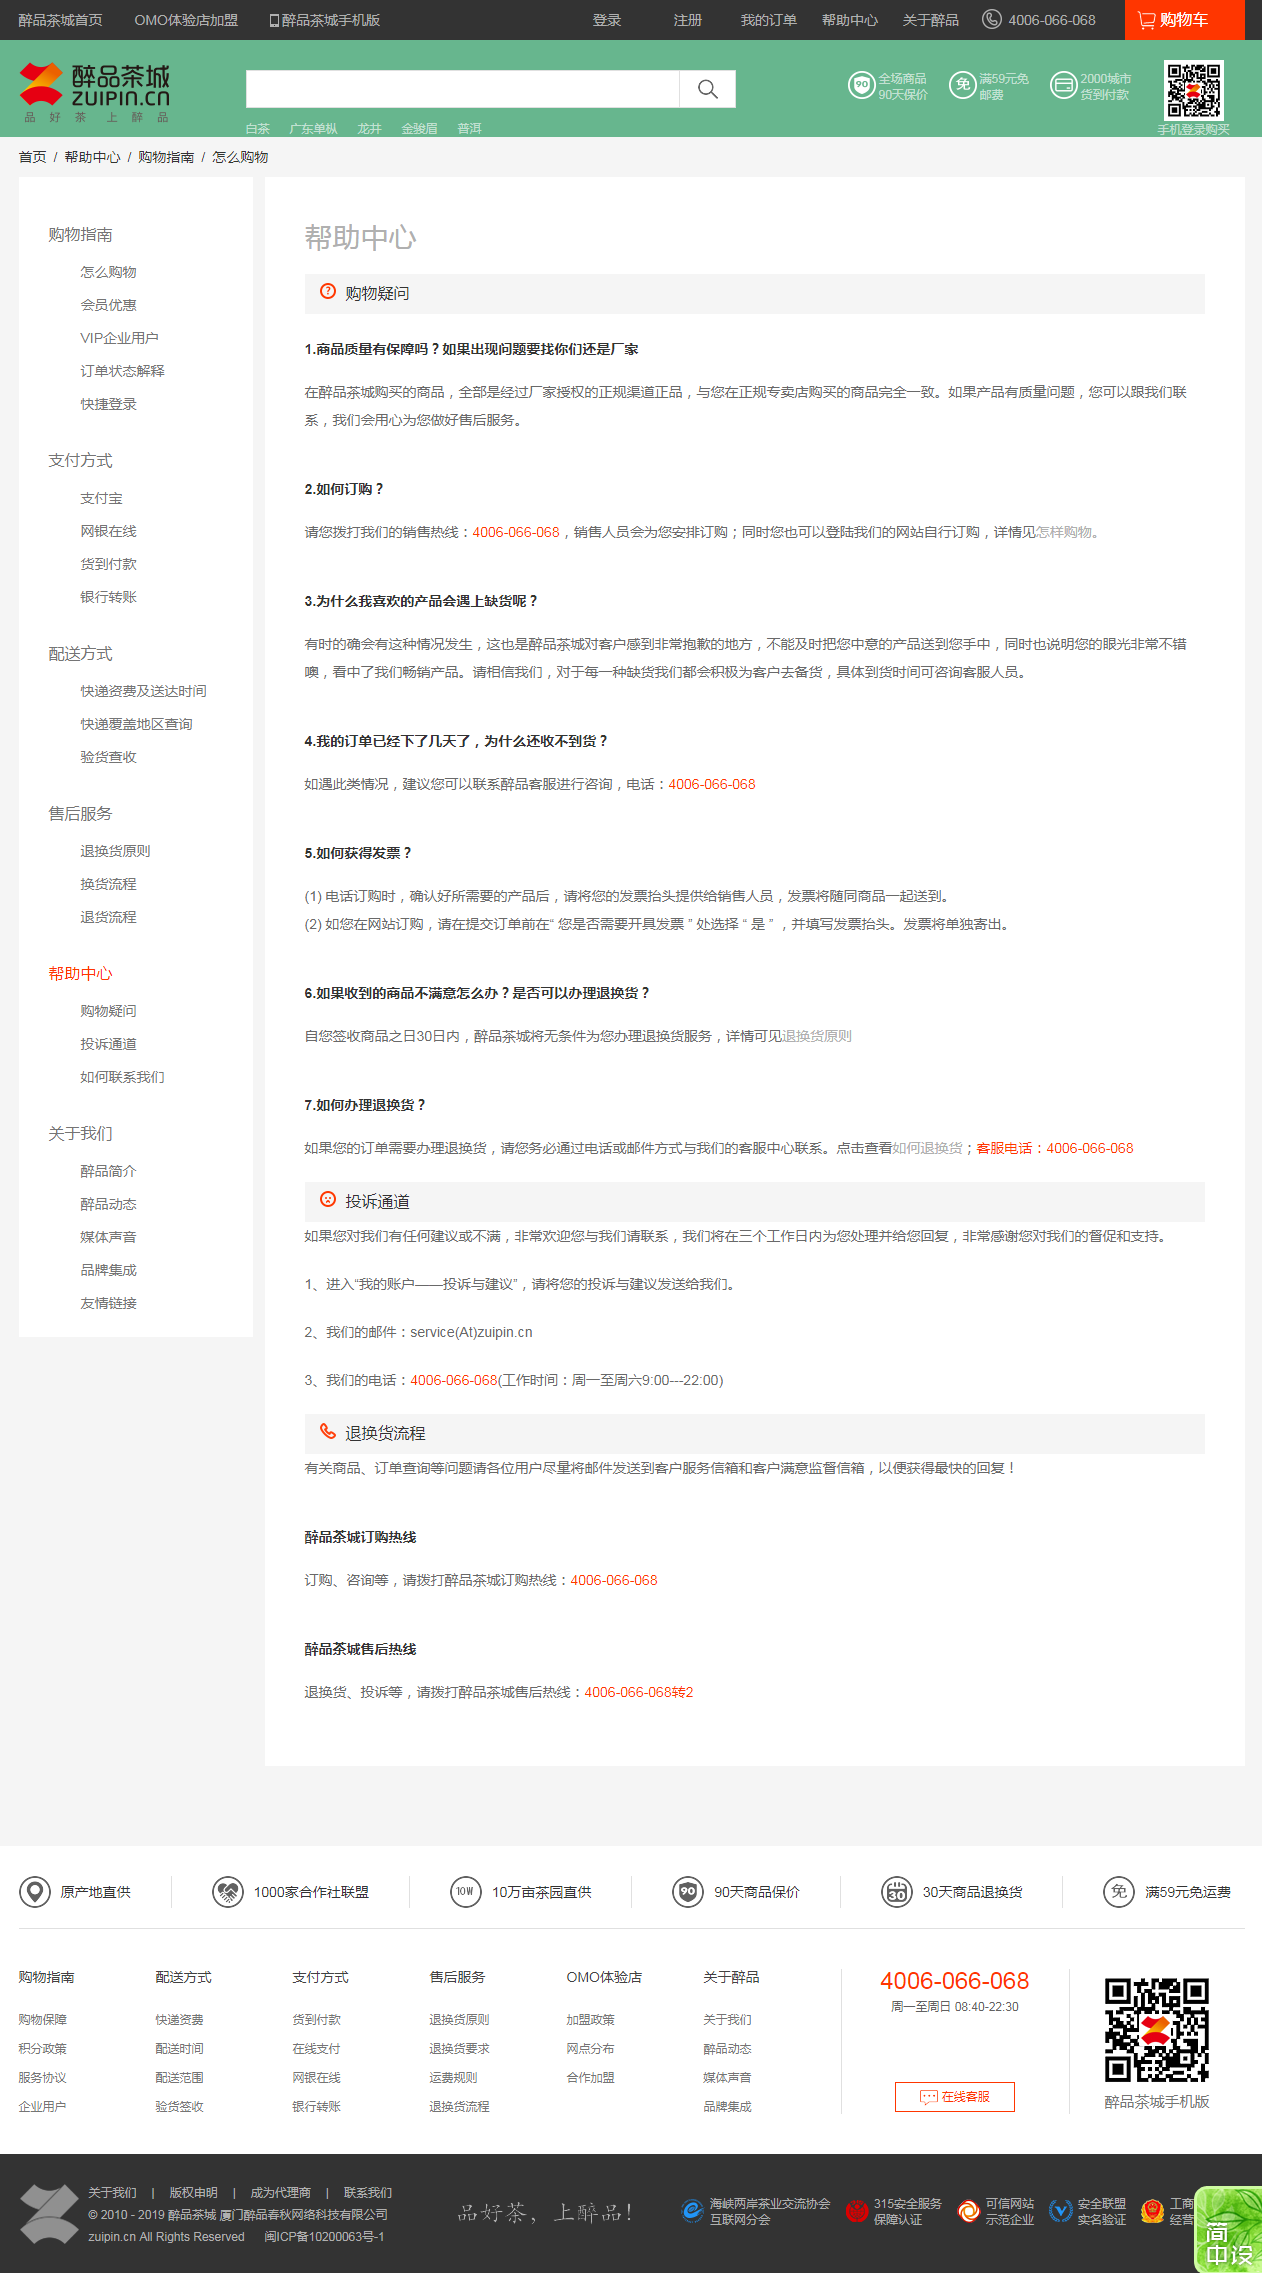 醉品茶城首页 OMO体验店加盟 醉品茶城手机版 登录 注册 我的订单 帮助中心 关于醉品 4006-066-068 购物车
醉品茶城
ZUIPIN.CN
品 好 茶 上 醉 品
全场商品 满59元免 2000城市
90天保价 邮费 货到付款
90 免
白茶 广东单枞 龙井 金骏眉 普洱 手机登录购买
首页 / 帮助中心 / 购物指南 / 怎么购物
购物指南
怎么购物
会员优惠
VIP企业用户
订单状态解释
快捷登录
支付方式
支付宝
网银在线
货到付款
银行转账
配送方式
快递资费及送达时间
快递覆盖地区查询
验货查收
售后服务
退换货原则
换货流程
退货流程
帮助中心
购物疑问
投诉通道
如何联系我们
关于我们
醉品简介
醉品动态
媒体声音
品牌集成
友情链接
帮助中心
购物疑问
1.商品质量有保障吗？如果出现问题要找你们还是厂家
在醉品茶城购买的商品，全部是经过厂家授权的正规渠道正品，与您在正规专卖店购买的商品完全一致。如果产品有质量问题，您可以跟我们联
系，我们会用心为您做好售后服务。
2.如何订购？
请您拨打我们的销售热线：4006-066-068，销售人员会为您安排订购；同时您也可以登陆我们的网站自行订购，详情见怎样购物。
3.为什么我喜欢的产品会遇上缺货呢？
有时的确会有这种情况发生，这也是醉品茶城对客户感到非常抱歉的地方，不能及时把您中意的产品送到您手中，同时也说明您的眼光非常不错
噢，看中了我们畅销产品。请相信我们，对于每一种缺货我们都会积极为客户去备货，具体到货时间可咨询客服人员。
4.我的订单已经下了几天了，为什么还收不到货？
如遇此类情况，建议您可以联系醉品客服进行咨询，电话：4006-066-068
5.如何获得发票？
(1) 电话订购时，确认好所需要的产品后，请将您的发票抬头提供给销售人员，发票将随同商品一起送到。
(2) 如您在网站订购，请在提交订单前在“ 您是否需要开具发票 ” 处选择 “ 是 ” ，并填写发票抬头。发票将单独寄出。
6.如果收到的商品不满意怎么办？是否可以办理退换货？
自您签收商品之日30日内，醉品茶城将无条件为您办理退换货服务，详情可见退换货原则
7.如何办理退换货？
如果您的订单需要办理退换货，请您务必通过电话或邮件方式与我们的客服中心联系。点击查看如何退换货；客服电话：4006-066-068
投诉通道
如果您对我们有任何建议或不满，非常欢迎您与我们请联系，我们将在三个工作日内为您处理并给您回复，非常感谢您对我们的督促和支持。
1、进入“我的账户——投诉与建议”，请将您的投诉与建议发送给我们。
2、我们的邮件：service(At)zuipin.cn
3、我们的电话：4006-066-068(工作时间：周一至周六9:00---22:00)
退换货流程
有关商品、订单查询等问题请各位用户尽量将邮件发送到客户服务信箱和客户满意监督信箱，以便获得最快的回复！
醉品茶城订购热线
订购、咨询等，请拨打醉品茶城订购热线：4006-066-068
醉品茶城售后热线
退换货、投诉等，请拨打醉品茶城售后热线：4006-066-068转2
原产地直供 1000家合作社联盟 10W 10万亩茶园直供 90 90天商品保价 30 30天商品退换货 免 满59元免运费
购物指南 配送方式 支付方式 售后服务 OMO体验店 关于醉品
购物保障 快递资费 货到付款 退换货原则 加盟政策 关于我们
积分政策 配送时间 在线支付 退换货要求 网点分布 醉品动态
服务协议 配送范围 网银在线 运费规则 合作加盟 媒体声音
企业用户 验货签收 银行转账 退换货流程 品牌集成
4006-066-068
周一至周日 08:40-22:30
在线客服
醉品茶城手机版
关于我们 | 版权申明 | 成为代理商 | 联系我们
© 2010 - 2019 醉品茶城 厦门醉品春秋网络科技有限公司
zuipin.cn All Rights Reserved 闽ICP备10200063号-1
品好茶，上醉品！
海峡两岸茶业交流协会 315安全服务 可信网站 安全联盟 工商
互联网分会 保障认证 示范企业 实名验证 经营
简
中设